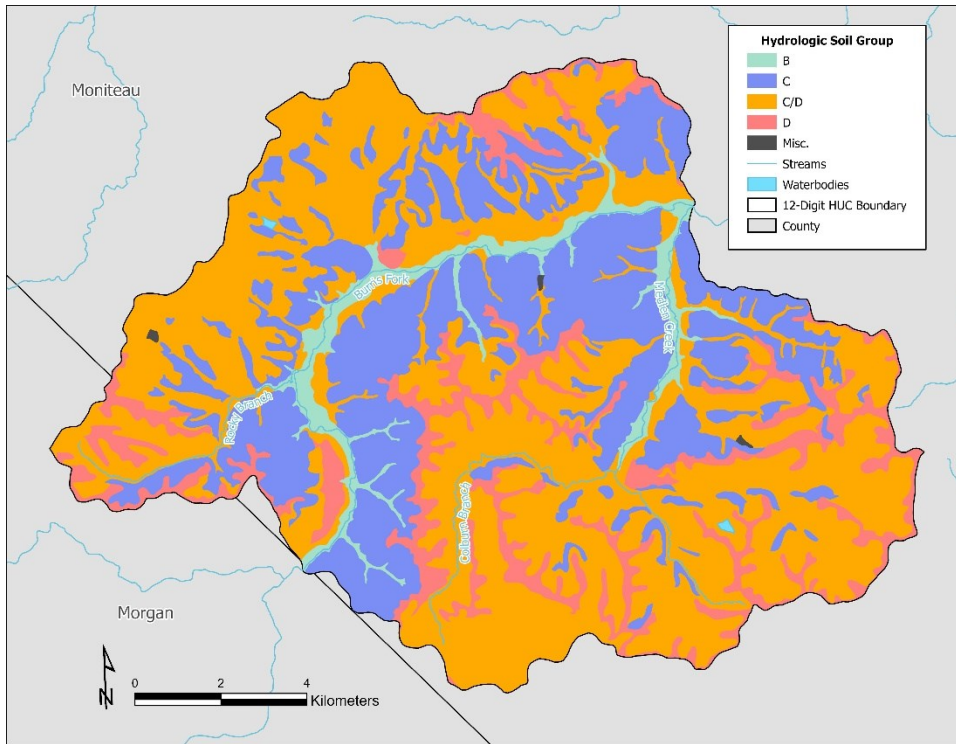 Hydrologic Soil Group
B
C
C/D
D
Misc.
Streams
Waterbodies
12-Digit HUC Boundary
County
Moniteau
Burris Fork
Medlen Creek
Rocky Branch
Colburn Branch
Morgan
N
0 2 4
Kilometers